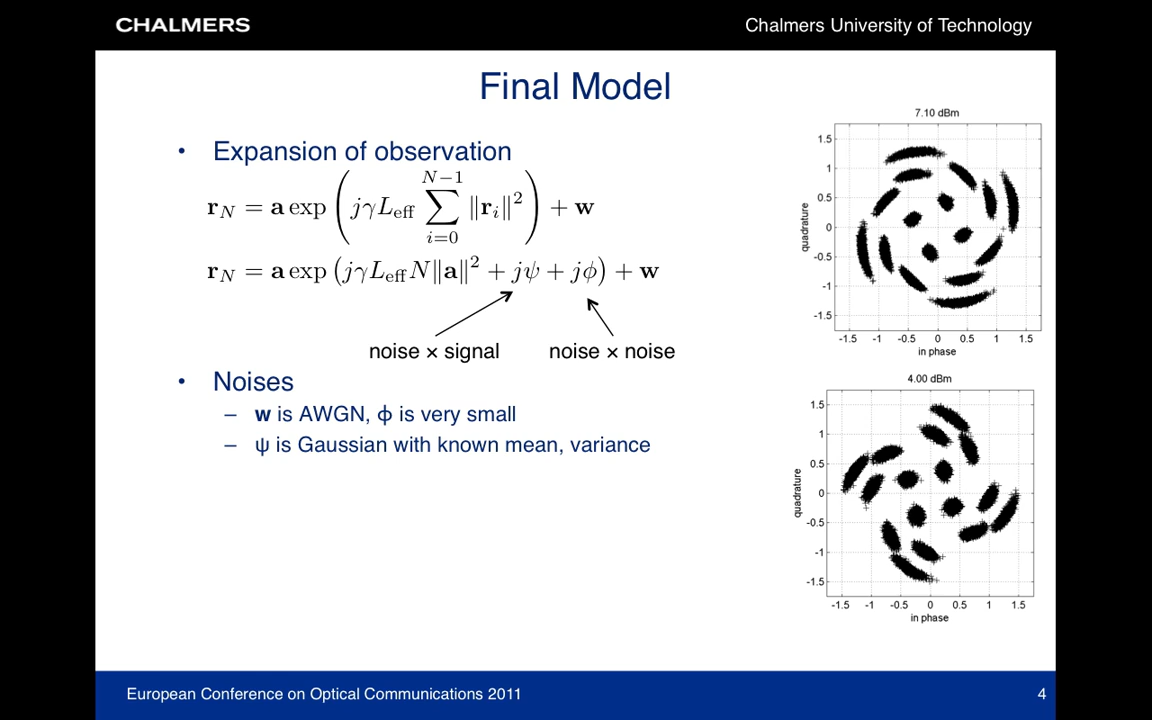 CHALMERS
Chalmers University of Technology
Final Model
• Expansion of observation
r_N = a exp ( jγL_eff ∑_{i=0}^{N−1} ‖r_i‖² ) + w
r_N = a exp ( jγL_eff N‖a‖² + jψ + jϕ ) + w
noise × signal
noise × noise
• Noises
– w is AWGN, ϕ is very small
– ψ is Gaussian with known mean, variance
7.10 dBm
1.5
1
0.5
0
-0.5
-1
-1.5
quadrature
-1.5 -1 -0.5 0 0.5 1 1.5
in phase
4.00 dBm
1.5
1
0.5
0
-0.5
-1
-1.5
quadrature
-1.5 -1 -0.5 0 0.5 1 1.5
in phase
European Conference on Optical Communications 2011
4